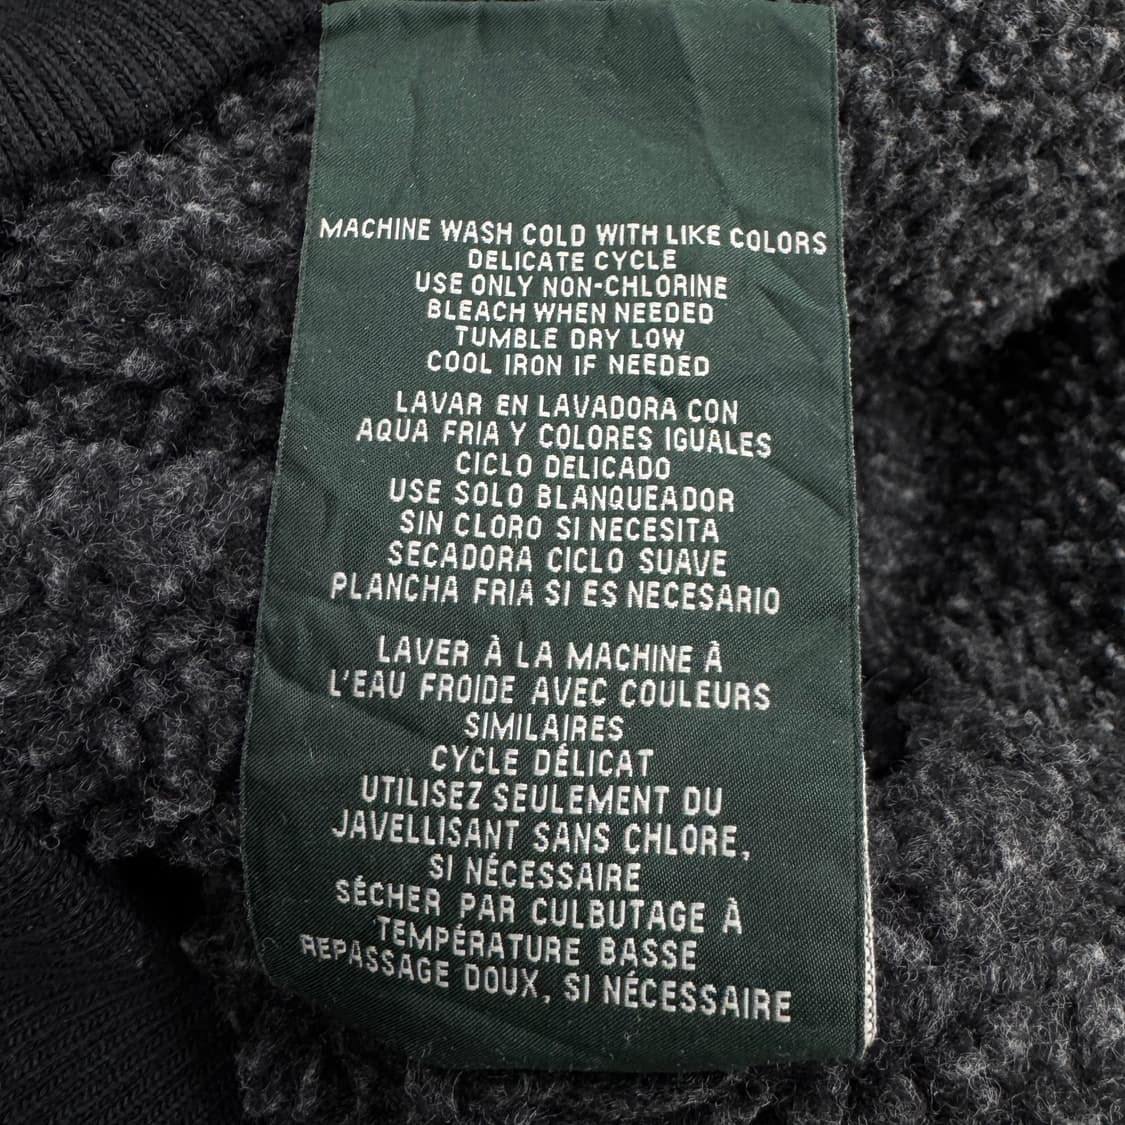 MACHINE WASH COLD WITH LIKE COLORS
DELICATE CYCLE
USE ONLY NON-CHLORINE
BLEACH WHEN NEEDED
TUMBLE DRY LOW
COOL IRON IF NEEDED
LAVAR EN LAVADORA CON
AQUA FRIA Y COLORES IGUALES
CICLO DELICADO
USE SOLO BLANQUEADOR
SIN CLORO SI NECESITA
SECADORA CICLO SUAVE
PLANCHA FRIA SI ES NECESARIO
LAVER À LA MACHINE À
L'EAU FROIDE AVEC COULEURS
SIMILAIRES
CYCLE DÉLICAT
UTILISEZ SEULEMENT DU
JAVELLISANT SANS CHLORE,
SI NÉCESSAIRE
SÉCHER PAR CULBUTAGE À
TEMPÉRATURE BASSE
REPASSAGE DOUX, SI NÉCESSAIRE